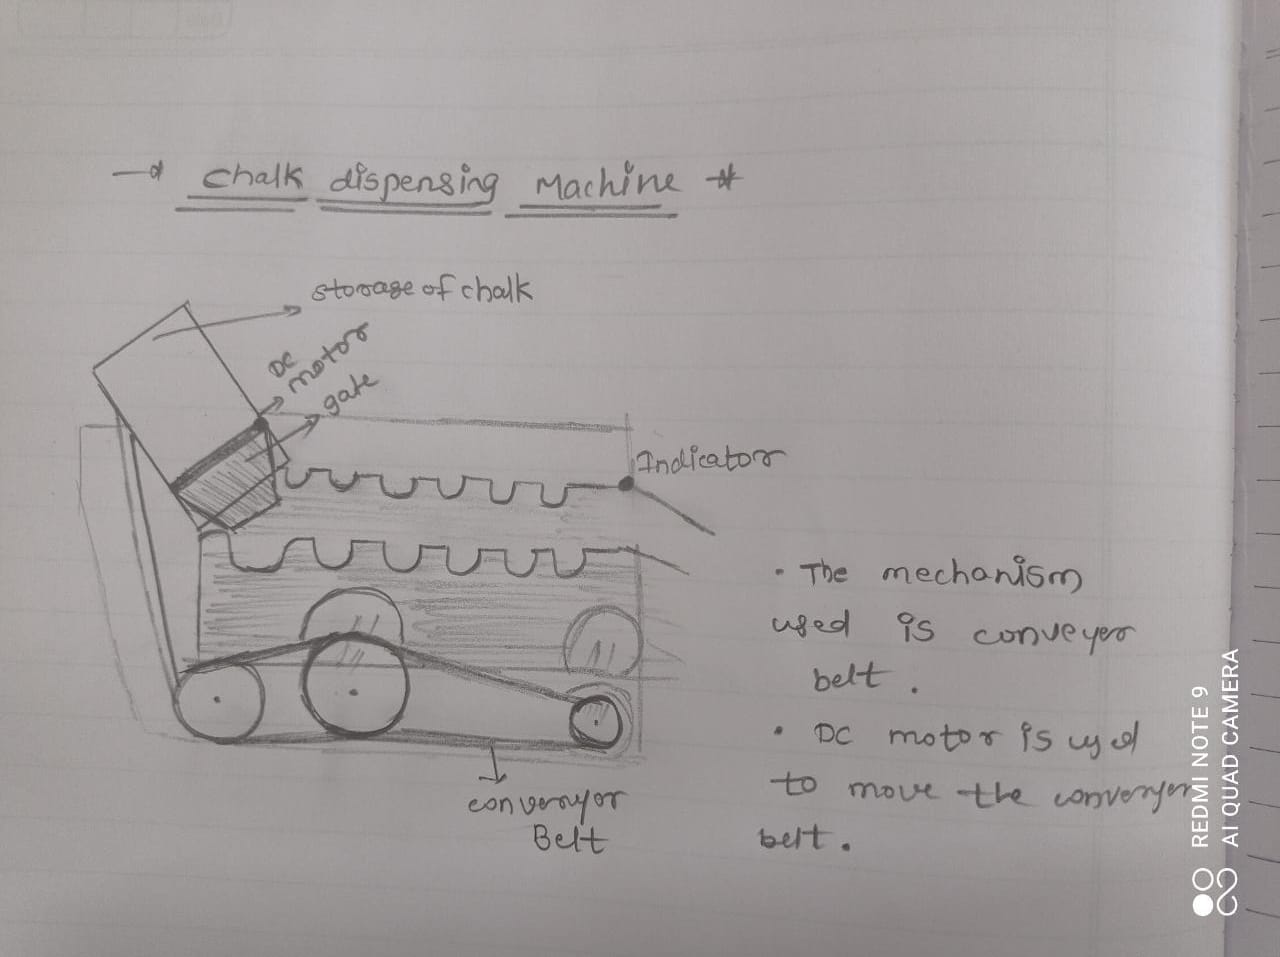 chalk dispensing Machine
storage of chalk
DC
motor
gate
Indicator
• The mechanism
used is conveyer
belt.
• DC motor is used
to move the conveyer
belt.
conveyor
Belt
REDMI NOTE 9
AI QUAD CAMERA